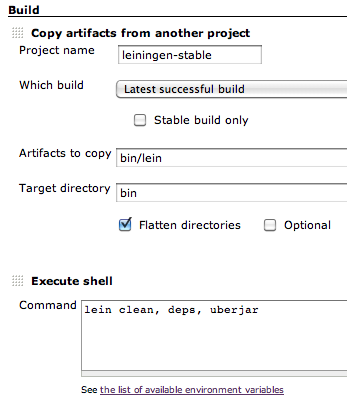 Build
Copy artifacts from another project
Project name leiningen-stable
Which build Latest successful build
Stable build only
Artifacts to copy bin/lein
Target directory bin
Flatten directories Optional
Execute shell
Command lein clean, deps, uberjar
See the list of available environment variables